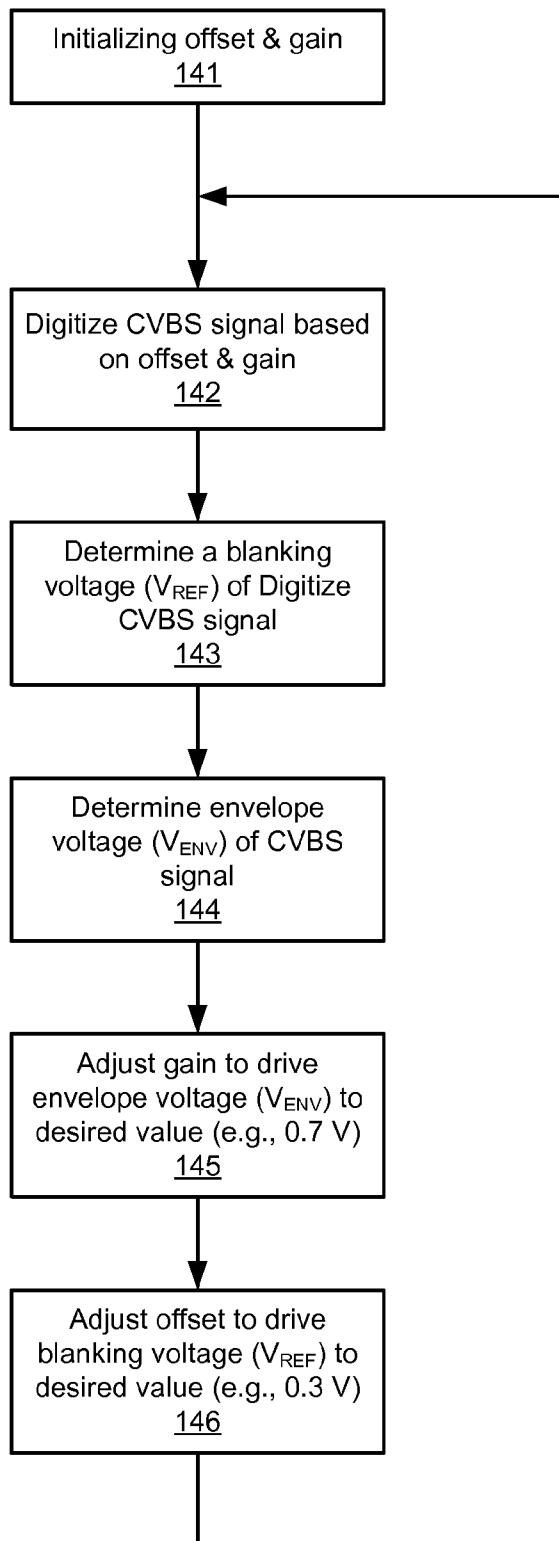 Initializing offset & gain
141
Digitize CVBS signal based
on offset & gain
142
Determine a blanking
voltage (VREF) of Digitize
CVBS signal
143
Determine envelope
voltage (VENV) of CVBS
signal
144
Adjust gain to drive
envelope voltage (VENV) to
desired value (e.g., 0.7 V)
145
Adjust offset to drive
blanking voltage (VREF) to
desired value (e.g., 0.3 V)
146